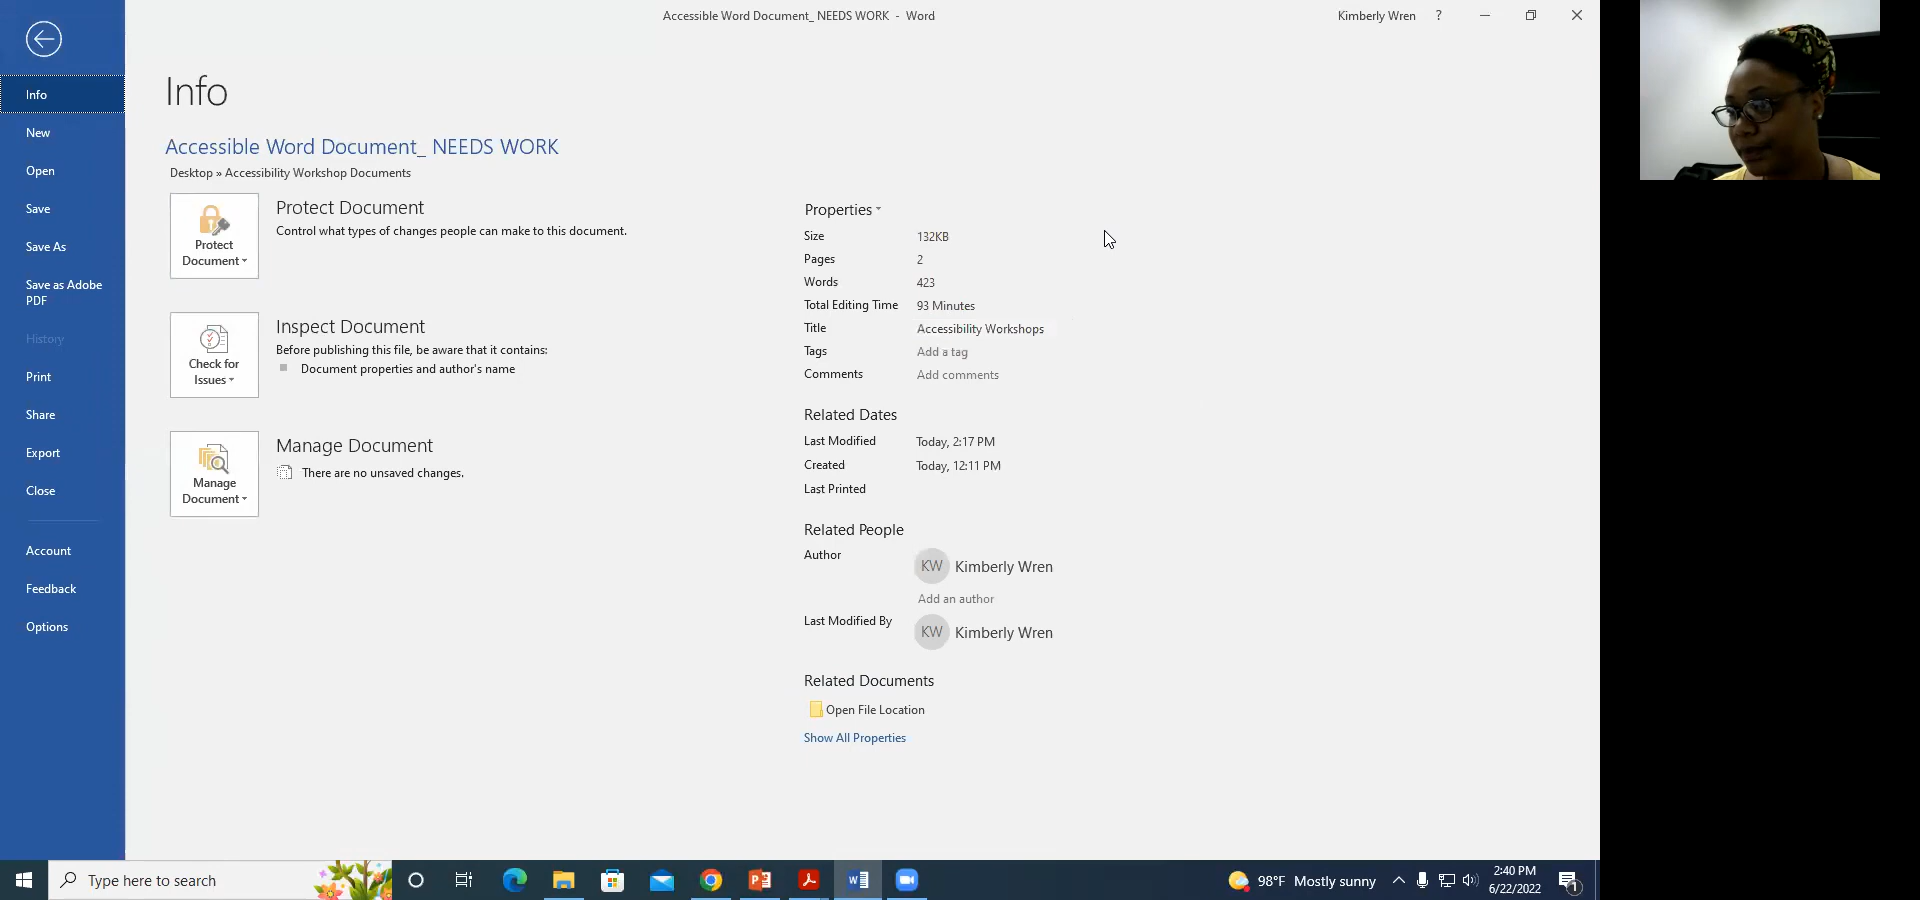 Accessible Word Document_ NEEDS WORK - Word
Kimberly Wren
?
Info
New
Open
Save
Save As
Save as Adobe
PDF
History
Print
Share
Export
Close
Account
Feedback
Options
Info
Accessible Word Document_ NEEDS WORK
Desktop » Accessibility Workshop Documents
Protect
Document
Protect Document
Control what types of changes people can make to this document.
Check for
Issues
Inspect Document
Before publishing this file, be aware that it contains:
Document properties and author's name
Manage
Document
Manage Document
There are no unsaved changes.
Properties
Size 132KB
Pages 2
Words 423
Total Editing Time 93 Minutes
Title Accessibility Workshops
Tags Add a tag
Comments Add comments
Related Dates
Last Modified Today, 2:17 PM
Created Today, 12:11 PM
Last Printed
Related People
Author
KW Kimberly Wren
Add an author
Last Modified By
KW Kimberly Wren
Related Documents
Open File Location
Show All Properties
Type here to search
98°F Mostly sunny
2:40 PM
6/22/2022
1